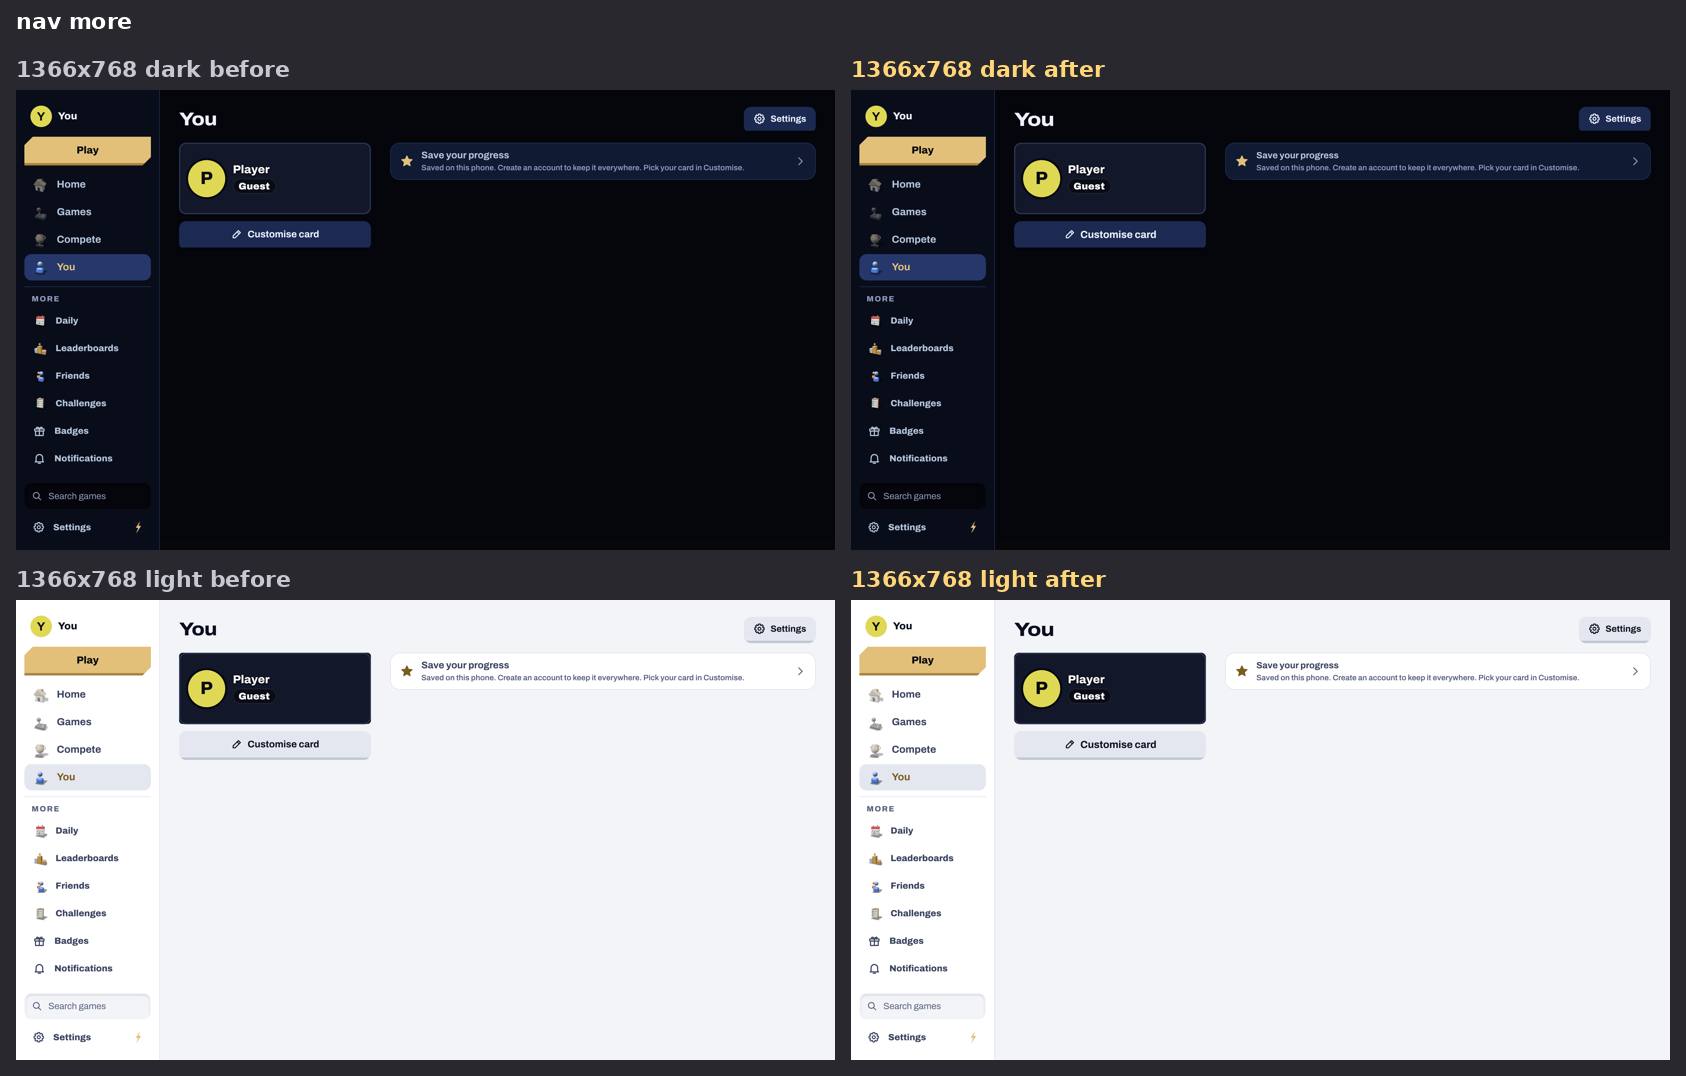 nav more
1366x768 dark before
Y You
Play
Home
Games
Compete
You
MORE
Daily
Leaderboards
Friends
Challenges
Badges
Notifications
Search games
Settings
You
Settings
P
Player
Guest
Customise card
Save your progress
Saved on this phone. Create an account to keep it everywhere. Pick your card in Customise.
1366x768 dark after
Y You
Play
Home
Games
Compete
You
MORE
Daily
Leaderboards
Friends
Challenges
Badges
Notifications
Search games
Settings
You
Settings
P
Player
Guest
Customise card
Save your progress
Saved on this phone. Create an account to keep it everywhere. Pick your card in Customise.
1366x768 light before
Y You
Play
Home
Games
Compete
You
MORE
Daily
Leaderboards
Friends
Challenges
Badges
Notifications
Search games
Settings
You
Settings
P
Player
Guest
Customise card
Save your progress
Saved on this phone. Create an account to keep it everywhere. Pick your card in Customise.
1366x768 light after
Y You
Play
Home
Games
Compete
You
MORE
Daily
Leaderboards
Friends
Challenges
Badges
Notifications
Search games
Settings
You
Settings
P
Player
Guest
Customise card
Save your progress
Saved on this phone. Create an account to keep it everywhere. Pick your card in Customise.